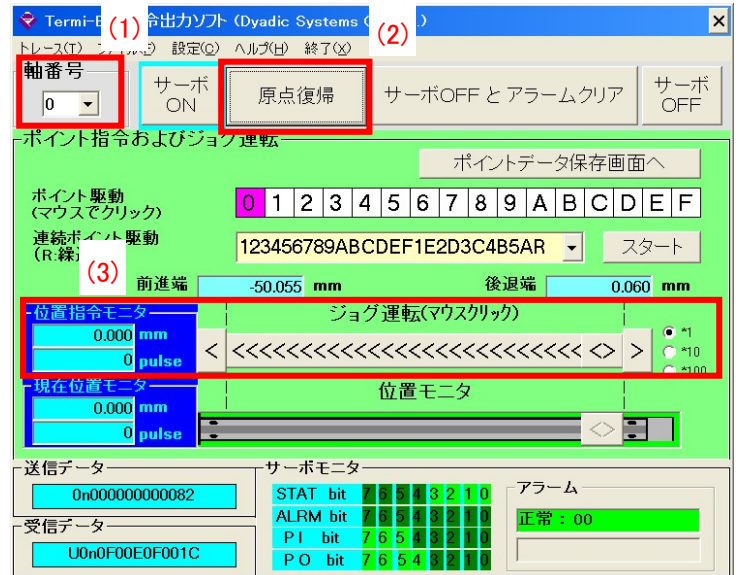 Termi-B 令出力ソフト (Dyadic Systems .)
(1)
(2)
トレース(T) 設定(C) ヘルプ(H) 終了(X)
軸番号
0
サーボ
ON
原点復帰
サーボOFF と アラームクリア
サーボ
OFF
ポイント指令およびジョグ運転
ポイントデータ保存画面へ
ポイント駆動
(マウスでクリック)
0 1 2 3 4 5 6 7 8 9 A B C D E F
連続ポイント駆動
(R:繰
123456789ABCDEF1E2D3C4B5AR
スタート
(3)
前進端 -50.055 mm 後退端 0.060 mm
位置指令モニタ
ジョグ運転(マウスクリック)
0.000 mm
0 pulse
< <<<<<<<<<<<<<<<<<<<<<<<<<<< <> >
*1
*10
*100
現在位置モニタ
位置モニタ
0.000 mm
0 pulse
<>
送信データ
0n000000000082
受信データ
U0n0F00E0F001C
サーボモニタ
STAT bit 7 6 5 4 3 2 1 0
ALRM bit 7 6 5 4 3 2 1 0
P I bit 7 6 5 4 3 2 1 0
P O bit 7 6 5 4 3 2 1 0
アラーム
正常 : 00